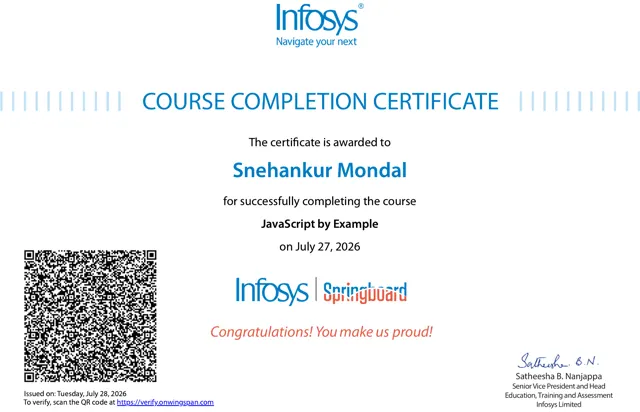 Infosys®
Navigate your next
COURSE COMPLETION CERTIFICATE
The certificate is awarded to
Snehankur Mondal
for successfully completing the course
JavaScript by Example
on July 27, 2026
Infosys | Springboard
Congratulations! You make us proud!
Satheesha B. N.
Satheesha B. Nanjappa
Senior Vice President and Head
Education, Training and Assessment
Infosys Limited
Issued on: Tuesday, July 28, 2026
To verify, scan the QR code at https://verify.onwingspan.com